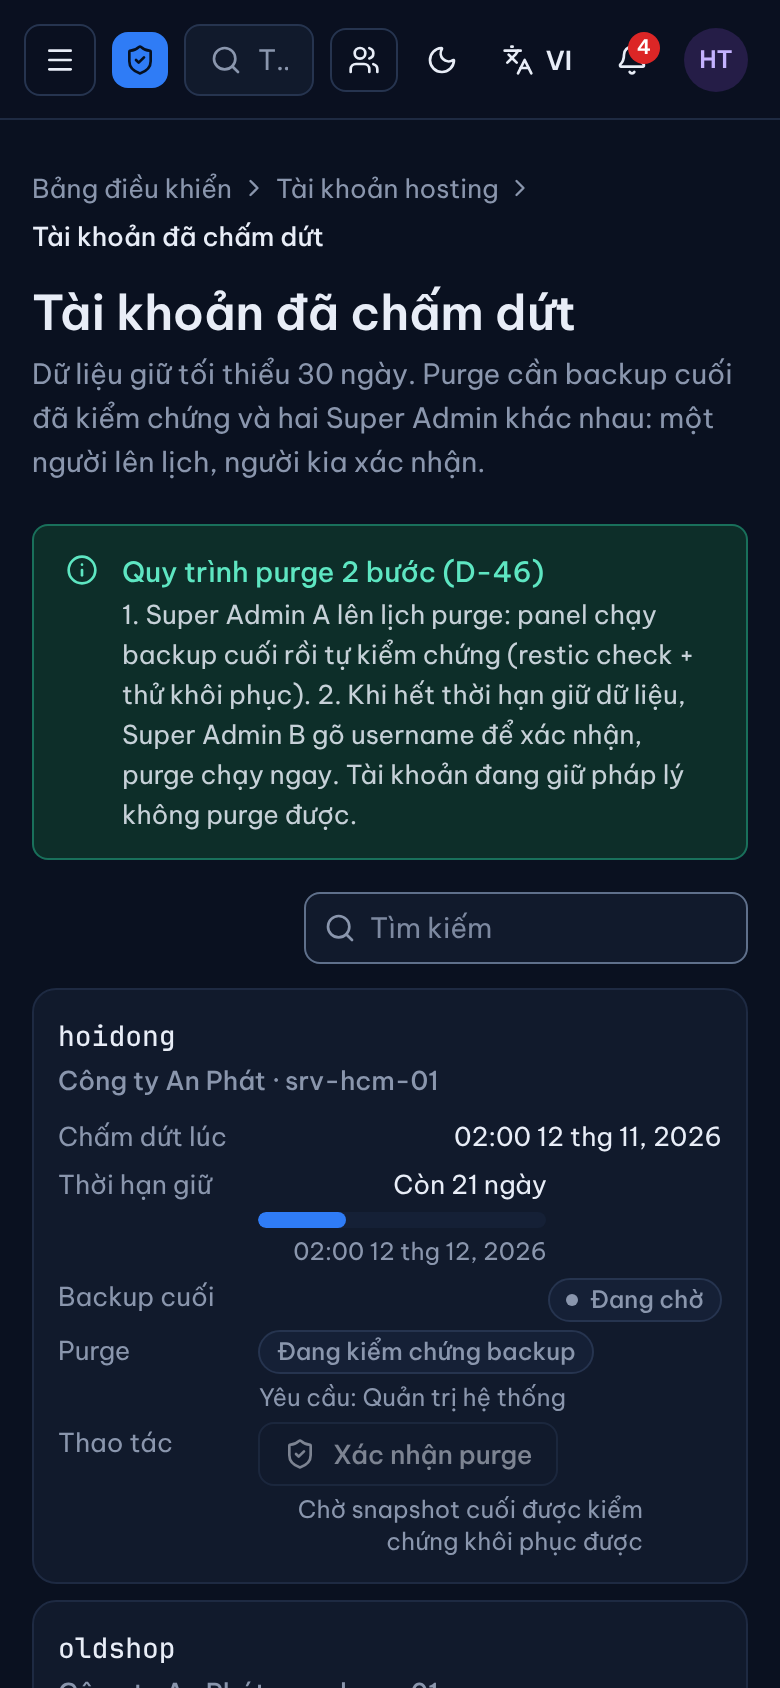 T..
VI
4
HT
Bảng điều khiển > Tài khoản hosting >
Tài khoản đã chấm dứt
Tài khoản đã chấm dứt
Dữ liệu giữ tối thiểu 30 ngày. Purge cần backup cuối
đã kiểm chứng và hai Super Admin khác nhau: một
người lên lịch, người kia xác nhận.
Quy trình purge 2 bước (D-46)
1. Super Admin A lên lịch purge: panel chạy
backup cuối rồi tự kiểm chứng (restic check +
thử khôi phục). 2. Khi hết thời hạn giữ dữ liệu,
Super Admin B gõ username để xác nhận,
purge chạy ngay. Tài khoản đang giữ pháp lý
không purge được.
Tìm kiếm
hoidong
Công ty An Phát · srv-hcm-01
Chấm dứt lúc 02:00 12 thg 11, 2026
Thời hạn giữ Còn 21 ngày
02:00 12 thg 12, 2026
Backup cuối Đang chờ
Purge Đang kiểm chứng backup
Yêu cầu: Quản trị hệ thống
Thao tác Xác nhận purge
Chờ snapshot cuối được kiểm
chứng khôi phục được
oldshop